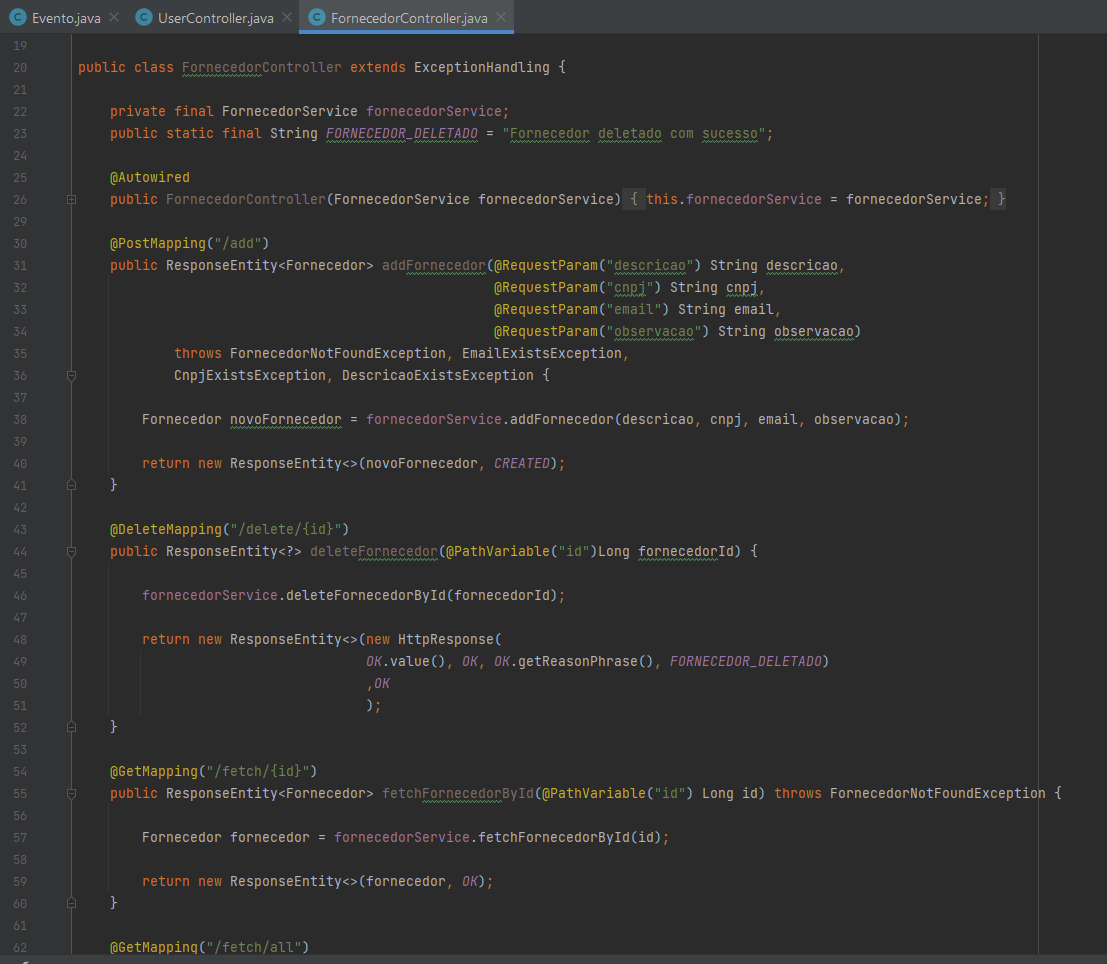 Evento.java UserController.java FornecedorController.java
19
20 public class FornecedorController extends ExceptionHandling {
21
22 private final FornecedorService fornecedorService;
23 public static final String FORNECEDOR_DELETADO = "Fornecedor deletado com sucesso";
24
25 @Autowired
26 public FornecedorController(FornecedorService fornecedorService) { this.fornecedorService = fornecedorService; }
29
30 @PostMapping("/add")
31 public ResponseEntity<Fornecedor> addFornecedor(@RequestParam("descricao") String descricao,
32 @RequestParam("cnpj") String cnpj,
33 @RequestParam("email") String email,
34 @RequestParam("observacao") String observacao)
35 throws FornecedorNotFoundException, EmailExistsException,
36 CnpjExistsException, DescricaoExistsException {
37
38 Fornecedor novoFornecedor = fornecedorService.addFornecedor(descricao, cnpj, email, observacao);
39
40 return new ResponseEntity<>(novoFornecedor, CREATED);
41 }
42
43 @DeleteMapping("/delete/{id}")
44 public ResponseEntity<?> deleteFornecedor(@PathVariable("id")Long fornecedorId) {
45
46 fornecedorService.deleteFornecedorById(fornecedorId);
47
48 return new ResponseEntity<>(new HttpResponse(
49 OK.value(), OK, OK.getReasonPhrase(), FORNECEDOR_DELETADO)
50 ,OK
51 );
52 }
53
54 @GetMapping("/fetch/{id}")
55 public ResponseEntity<Fornecedor> fetchFornecedorById(@PathVariable("id") Long id) throws FornecedorNotFoundException {
56
57 Fornecedor fornecedor = fornecedorService.fetchFornecedorById(id);
58
59 return new ResponseEntity<>(fornecedor, OK);
60 }
61
62 @GetMapping("/fetch/all")